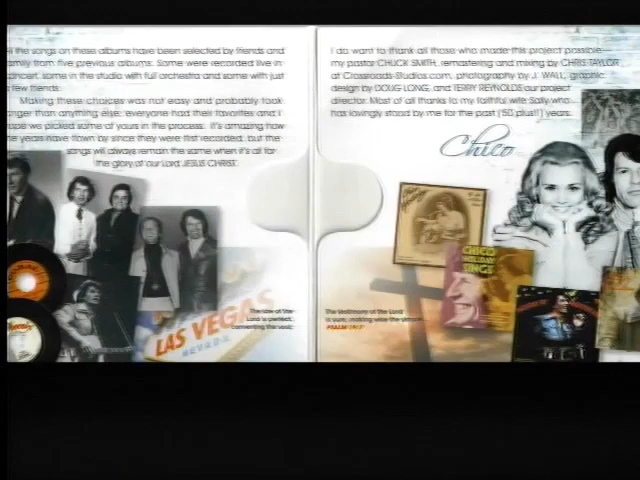 the songs on these albums have been selected by friends and
family from five previous albums. Some were recorded live in
concert, some in the studio with full orchestra and some with just
a few friends.
Making these choices was not easy and probably took
longer than anything else; everyone had their favorites and I
hope we picked some of yours in the process. It's amazing how
the years have flown by since they were first recorded, but the
songs will always remain the same when it's all for
the glory of our Lord JESUS CHRIST.
LAS VEGAS
NEVADA
The law of the
Lord is perfect,
converting the soul:
I do want to thank all those who made this project possible—
my pastor CHUCK SMITH, remastering and mixing by CHRIS TAYLOR
at Crossroads-Studios.com, photography by J. WALL, graphic
design by DOUG LONG, and TERRY REYNOLDS our project
director. Most of all thanks to my faithful wife Sally who
has lovingly stood by me for the past (50 plus!!) years.
Chico
CHICO
HOLIDAY
SINGS
The testimony of the Lord
is sure, making wise the simple.
PSALM 19:7